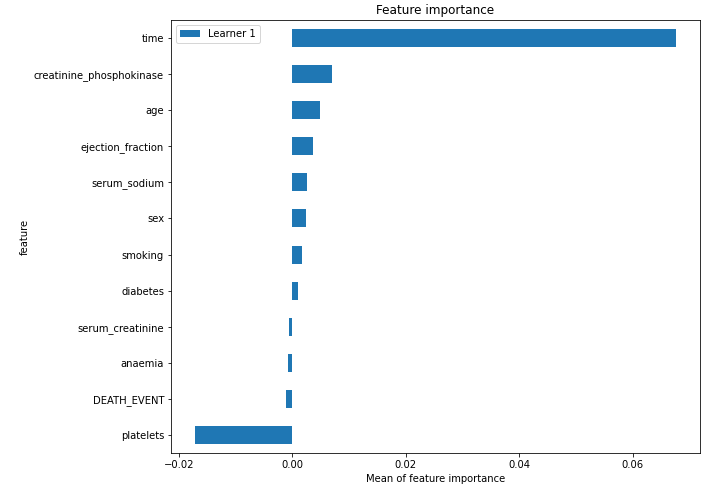 Feature importance
Learner 1
time
creatinine_phosphokinase
age
ejection_fraction
serum_sodium
sex
smoking
diabetes
serum_creatinine
anaemia
DEATH_EVENT
platelets
feature
−0.02 0.00 0.02 0.04 0.06
Mean of feature importance